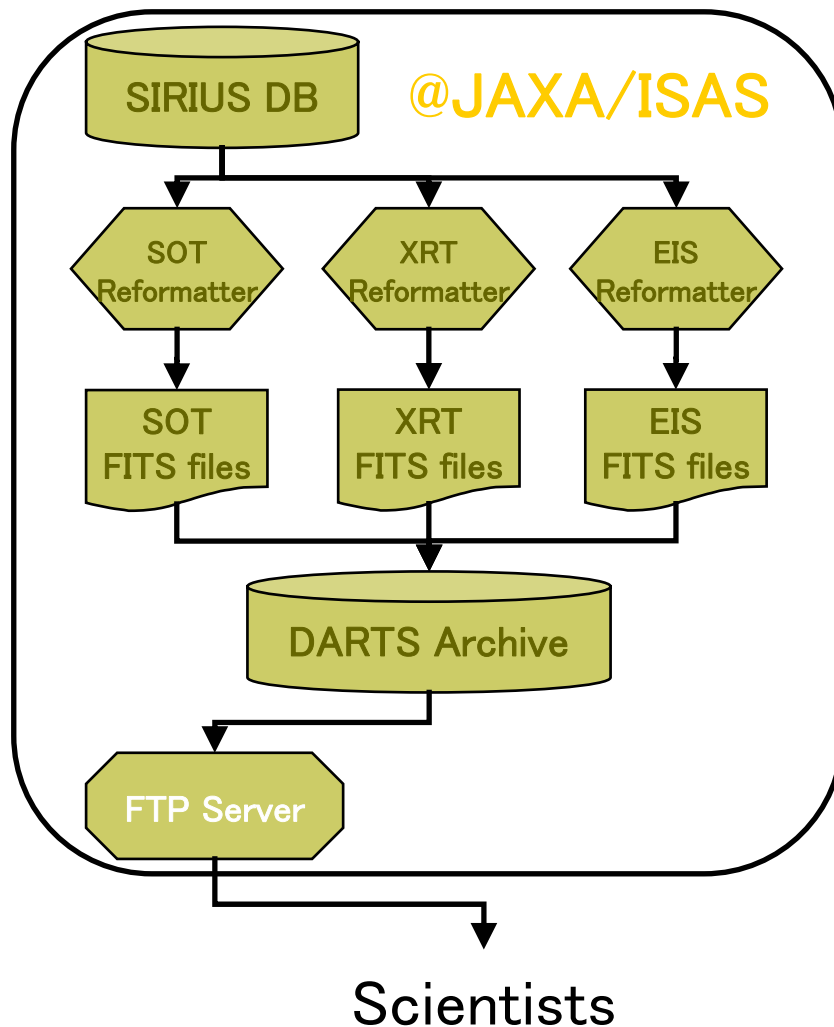 SIRIUS DB
@JAXA/ISAS
SOT
Reformatter
XRT
Reformatter
EIS
Reformatter
SOT
FITS files
XRT
FITS files
EIS
FITS files
DARTS Archive
FTP Server
Scientists